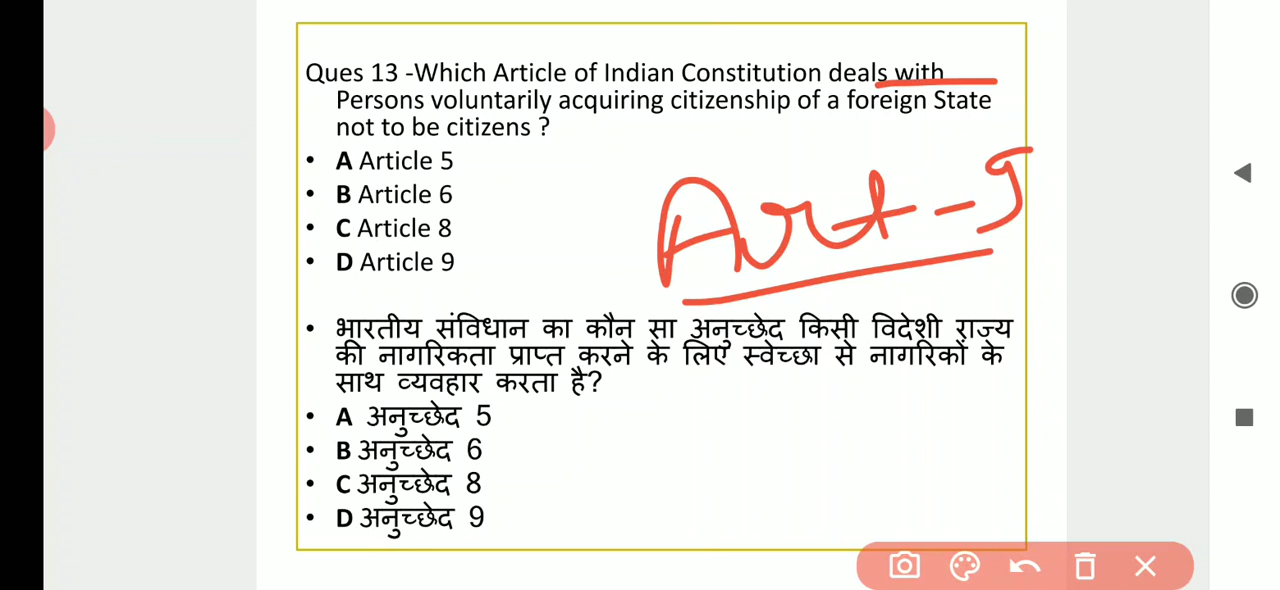 Ques 13 -Which Article of Indian Constitution deals with
Persons voluntarily acquiring citizenship of a foreign State
not to be citizens ?
• A Article 5
• B Article 6
• C Article 8
• D Article 9
Art-9
• भारतीय संविधान का कौन सा अनुच्छेद किसी विदेशी राज्य
की नागरिकता प्राप्त करने के लिए स्वेच्छा से नागरिकों के
साथ व्यवहार करता है?
• A अनुच्छेद 5
• B अनुच्छेद 6
• C अनुच्छेद 8
• D अनुच्छेद 9